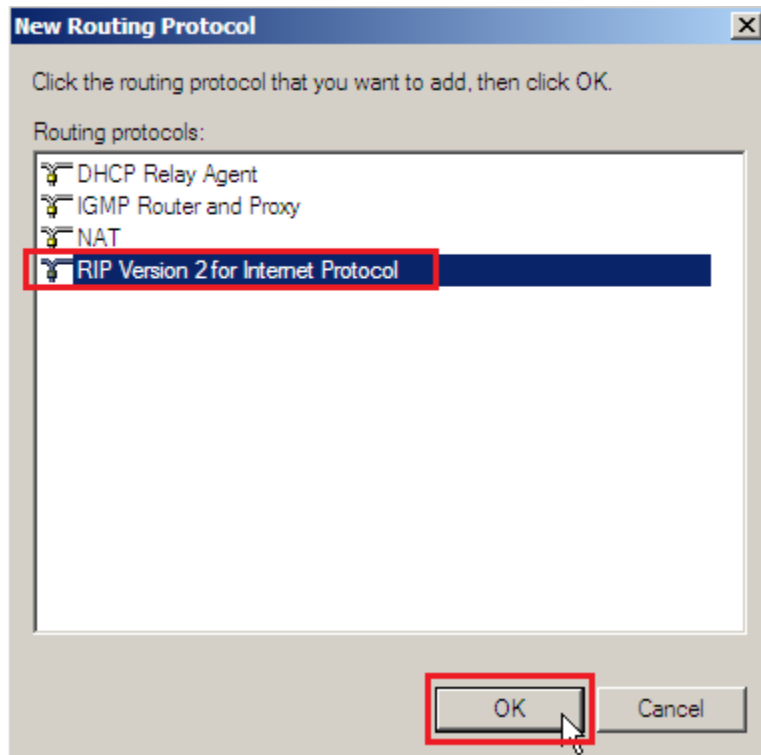 New Routing Protocol
Click the routing protocol that you want to add, then click OK.
Routing protocols:
DHCP Relay Agent
IGMP Router and Proxy
NAT
RIP Version 2 for Internet Protocol
OK
Cancel